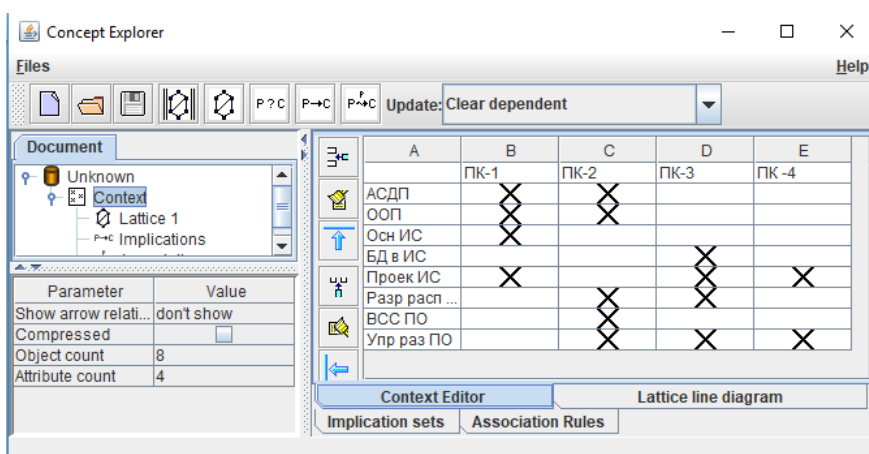 Concept Explorer
Files Help
P?C P→C Update: Clear dependent
Document
Unknown
Context
Lattice 1
P→C Implications
Parameter Value
Show arrow relati... don't show
Compressed
Object count 8
Attribute count 4
A B C D E
ПК-1 ПК-2 ПК-3 ПК -4
АСДП
ООП
Осн ИС
БД в ИС
Проек ИС
Разр расп ...
ВСС ПО
Упр раз ПО
Context Editor Lattice line diagram
Implication sets Association Rules